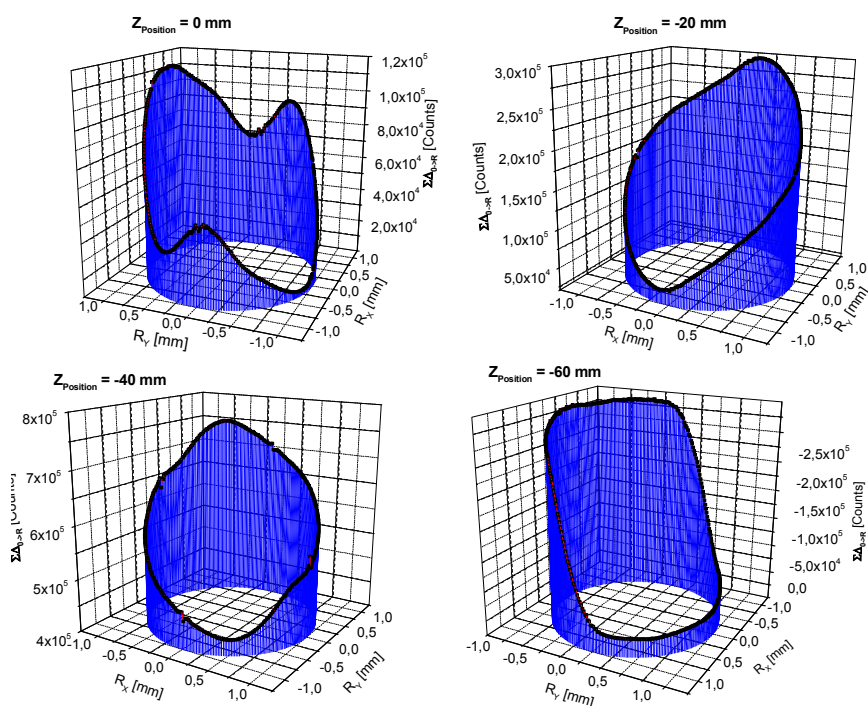 Z_Position = 0 mm
1,2x10^5
1,0x10^5
8,0x10^4
6,0x10^4
4,0x10^4
2,0x10^4
ΣΔ_0->R [Counts]
1,0
0,5
0,0
-0,5
-1,0
R_Y [mm]
1,0
0,5
0,0
-0,5
-1,0
R_X [mm]
Z_Position = -20 mm
3,0x10^5
2,5x10^5
2,0x10^5
1,5x10^5
1,0x10^5
5,0x10^4
ΣΔ_0->R [Counts]
-1,0
-0,5
0,0
0,5
1,0
R_X [mm]
1,0
0,5
0,0
-0,5
-1,0
R_Y [mm]
Z_Position = -40 mm
8x10^5
7x10^5
6x10^5
5x10^5
4x10^5
ΣΔ_0->R [Counts]
-1,0
-0,5
0,0
0,5
1,0
R_X [mm]
1,0
0,5
0,0
-0,5
-1,0
R_Y [mm]
Z_Position = -60 mm
-2,5x10^5
-2,0x10^5
-1,5x10^5
-1,0x10^5
-5,0x10^4
0,0
ΣΔ_0->R [Counts]
-1,0
-0,5
0,0
0,5
1,0
R_Y [mm]
-1,0
-0,5
0,0
0,5
1,0
R_X [mm]